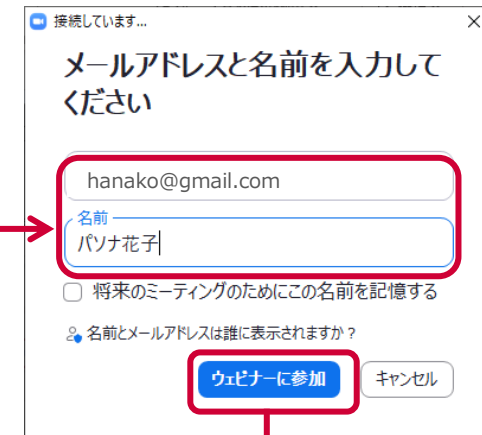 接続しています...
メールアドレスと名前を入力して
ください
hanako@gmail.com
名前
パソナ花子
将来のミーティングのためにこの名前を記憶する
名前とメールアドレスは誰に表示されますか？
ウェビナーに参加
キャンセル